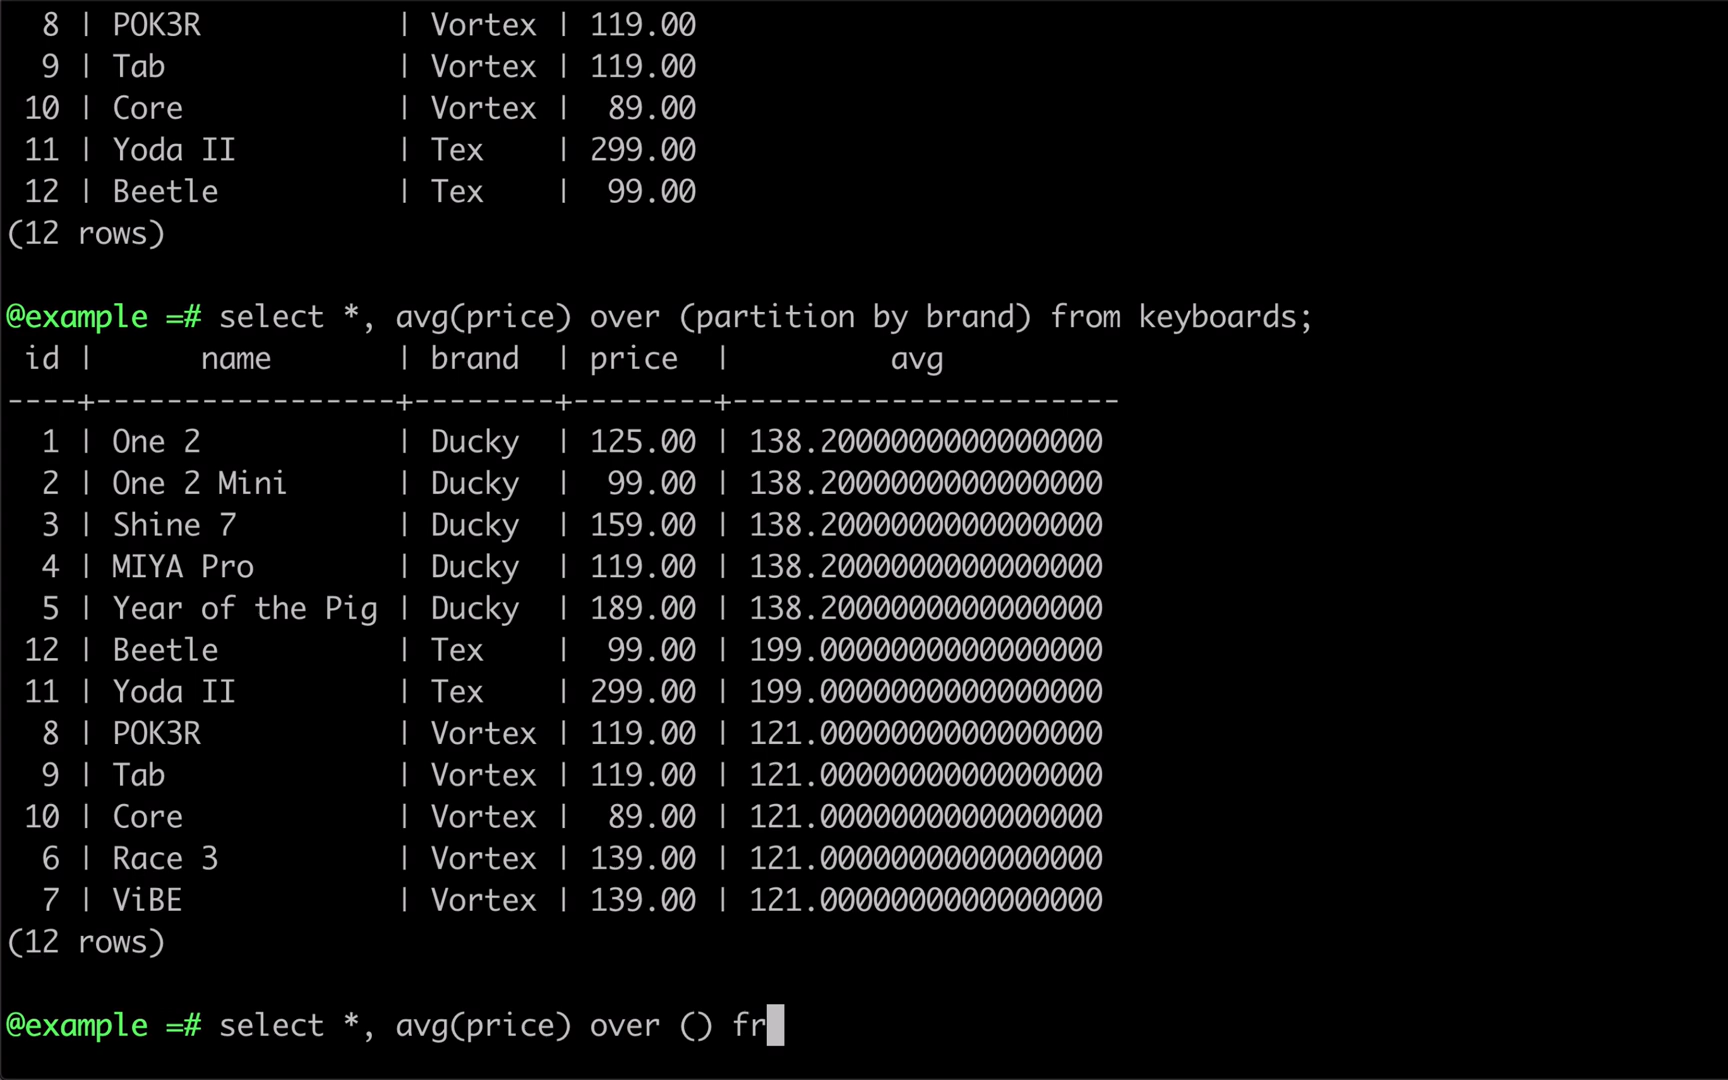 8 | POK3R | Vortex | 119.00
9 | Tab | Vortex | 119.00
10 | Core | Vortex | 89.00
11 | Yoda II | Tex | 299.00
12 | Beetle | Tex | 99.00
(12 rows)
@example =# select *, avg(price) over (partition by brand) from keyboards;
id | name | brand | price | avg
----+-----------------+--------+--------+----------------------
1 | One 2 | Ducky | 125.00 | 138.2000000000000000
2 | One 2 Mini | Ducky | 99.00 | 138.2000000000000000
3 | Shine 7 | Ducky | 159.00 | 138.2000000000000000
4 | MIYA Pro | Ducky | 119.00 | 138.2000000000000000
5 | Year of the Pig | Ducky | 189.00 | 138.2000000000000000
12 | Beetle | Tex | 99.00 | 199.0000000000000000
11 | Yoda II | Tex | 299.00 | 199.0000000000000000
8 | POK3R | Vortex | 119.00 | 121.0000000000000000
9 | Tab | Vortex | 119.00 | 121.0000000000000000
10 | Core | Vortex | 89.00 | 121.0000000000000000
6 | Race 3 | Vortex | 139.00 | 121.0000000000000000
7 | ViBE | Vortex | 139.00 | 121.0000000000000000
(12 rows)
@example =# select *, avg(price) over () fr